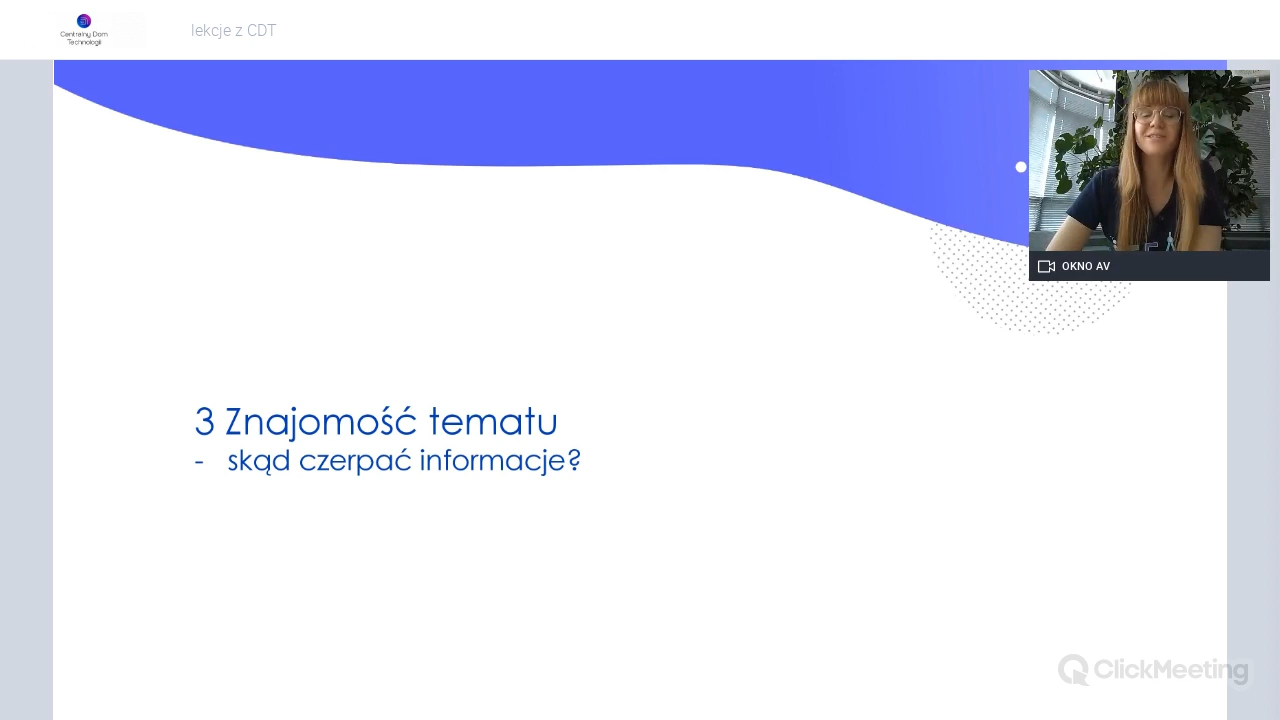 Centralny Dom
Technologii
lekcje z CDT
OKNO AV
3 Znajomość tematu
- skąd czerpać informacje?
ClickMeeting